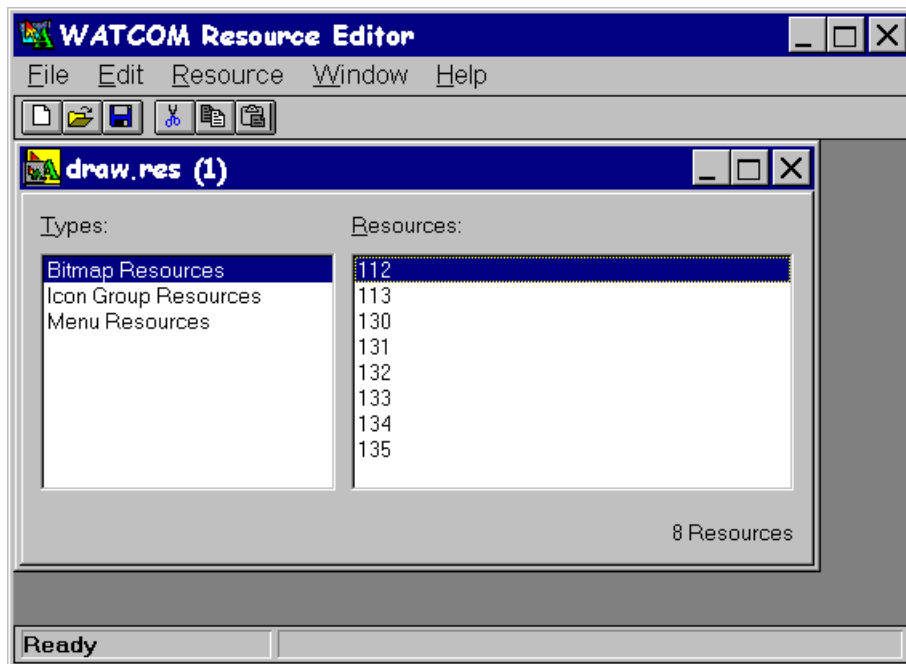 WATCOM Resource Editor
File Edit Resource Window Help
draw.res (1)
Types: Resources:
Bitmap Resources 112
Icon Group Resources 113
Menu Resources 130
131
132
133
134
135
8 Resources
Ready